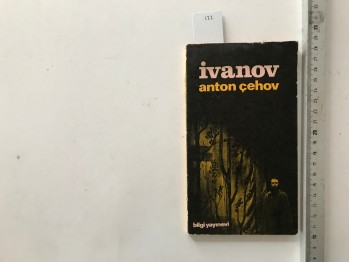 ivanov
anton çehov
bilgi yayınevi